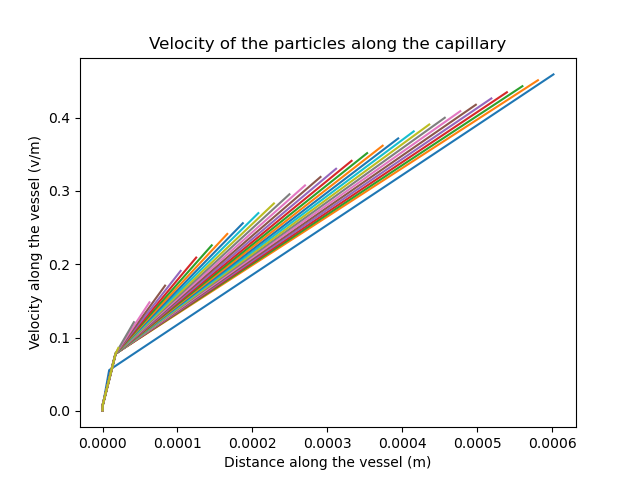 Velocity of the particles along the capillary
Velocity along the vessel (v/m)
0.4
0.3
0.2
0.1
0.0
0.0000 0.0001 0.0002 0.0003 0.0004 0.0005 0.0006
Distance along the vessel (m)